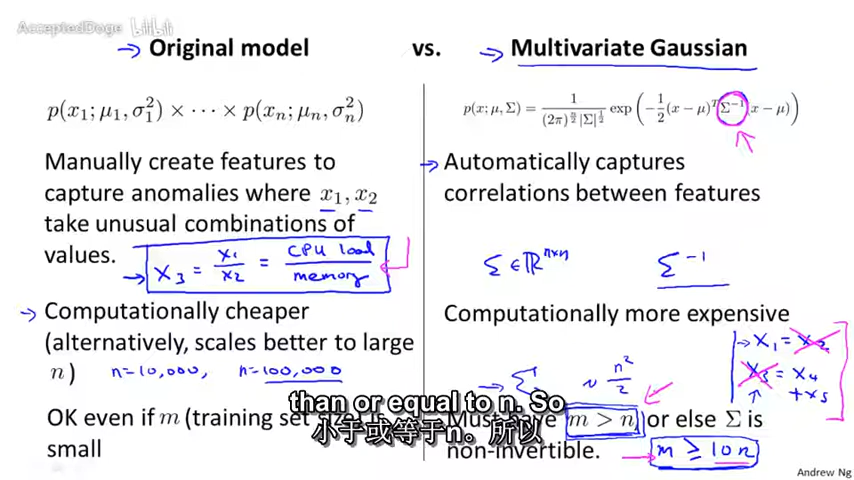 AcceptedDoge bilibili
→ Original model vs. → Multivariate Gaussian
p(x₁; μ₁, σ₁²) × ⋯ × p(xₙ; μₙ, σₙ²)
p(x; μ, Σ) = 1 / ((2π)^(n/2) |Σ|^(1/2)) exp(−1/2 (x − μ)ᵀ Σ⁻¹ (x − μ))
Manually create features to
capture anomalies where x₁, x₂
take unusual combinations of
values.
→ x₃ = x₁/x₂ = CPU load/memory
→ Automatically captures
correlations between features
Σ ∈ ℝⁿˣⁿ Σ⁻¹
→ Computationally cheaper
(alternatively, scales better to large
n) n=10,000, n=100,000
Computationally more expensive
→ Σ ~ n²/2
→ x₁ = x₂
x₃ = x₄
+ x₅
OK even if m (training set size)
small
Must have m > n, or else Σ is
non-invertible. → m ≥ 10n
than or equal to n. So
小于或等于n。所以
Andrew Ng